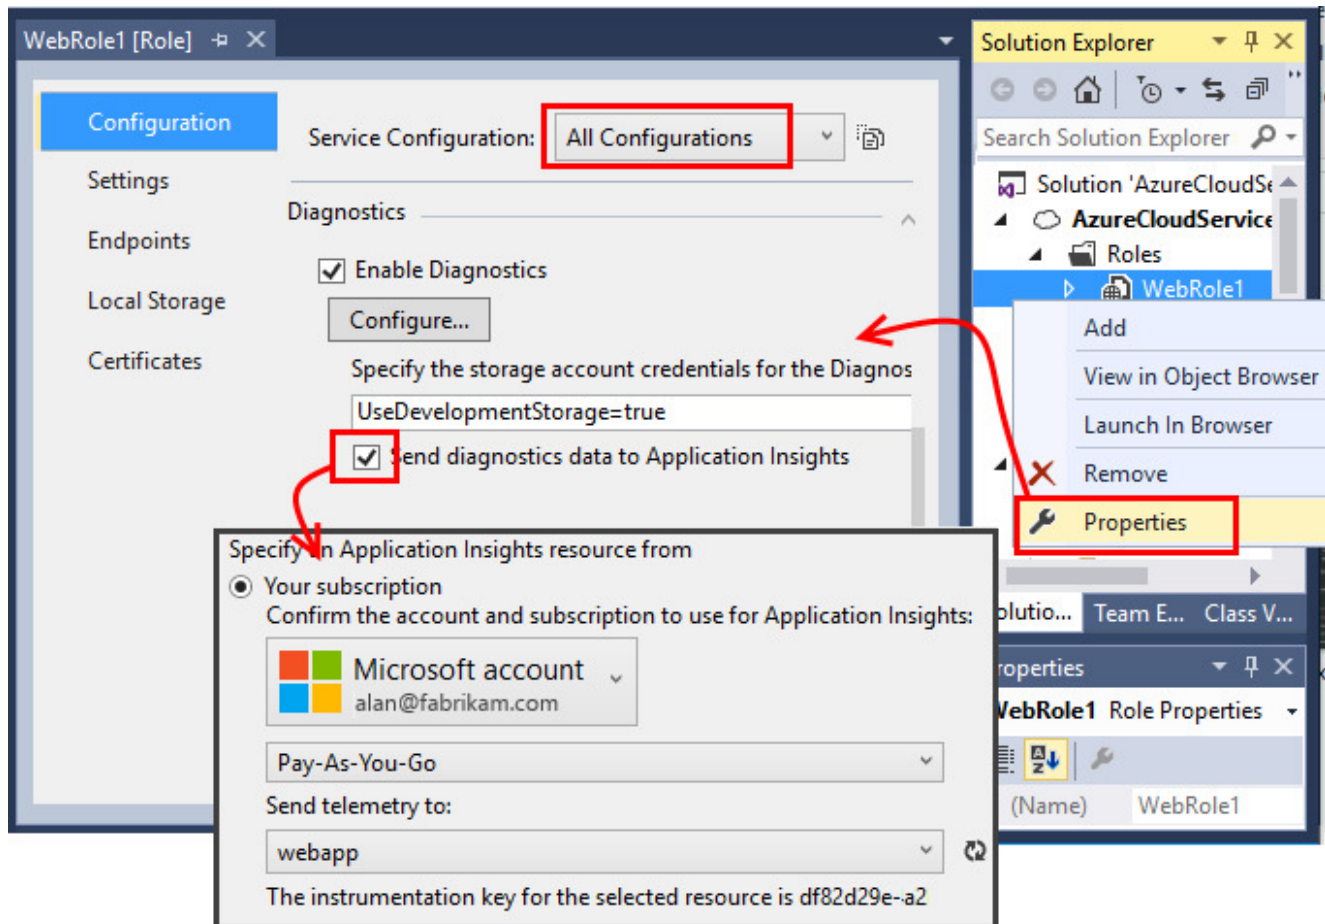 WebRole1 [Role]
Configuration
Settings
Endpoints
Local Storage
Certificates
Service Configuration: All Configurations
Diagnostics
Enable Diagnostics
Configure...
Specify the storage account credentials for the Diagnos
UseDevelopmentStorage=true
Send diagnostics data to Application Insights
Specify an Application Insights resource from
Your subscription
Confirm the account and subscription to use for Application Insights:
Microsoft account
alan@fabrikam.com
Pay-As-You-Go
Send telemetry to:
webapp
The instrumentation key for the selected resource is df82d29e-a2
Solution Explorer
Search Solution Explorer
Solution 'AzureCloudSe
AzureCloudService
Roles
WebRole1
Add
View in Object Browser
Launch In Browser
Remove
Properties
olutio... Team E... Class V...
roperties
WebRole1 Role Properties
(Name) WebRole1